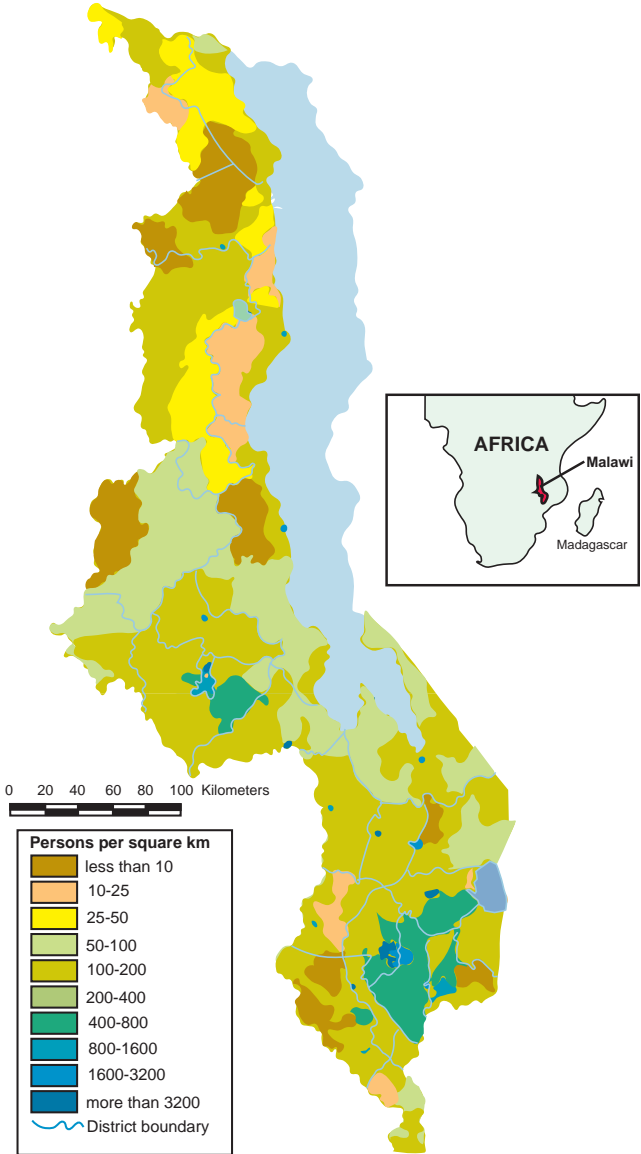 AFRICA
Malawi
Madagascar
0 20 40 60 80 100 Kilometers
Persons per square km
less than 10
10-25
25-50
50-100
100-200
200-400
400-800
800-1600
1600-3200
more than 3200
District boundary